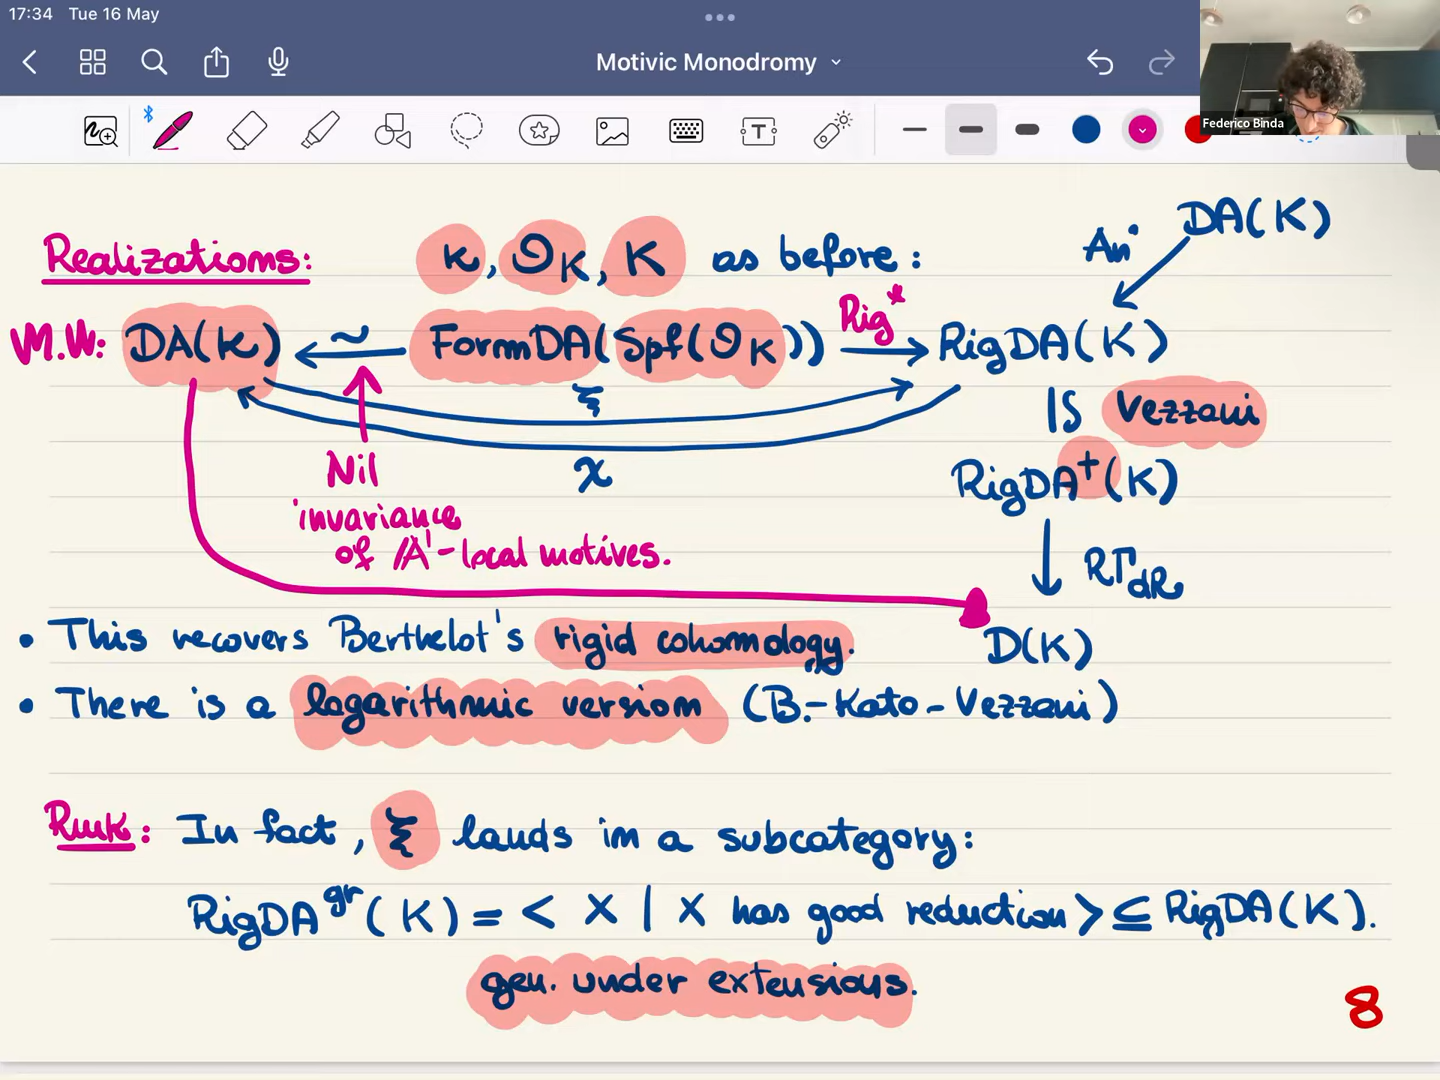 17:34 Tue 16 May
Motivic Monodromy
Federico Binda
Realizations: k, 𝒪_K, K as before:
DA(K)
An•
M.W: DA(k) ←~ FormDA(Spf(𝒪_K)) →Rig* RigDA(K)
ξ
IS Vezzani
χ
Nil invariance of A¹-local motives.
RigDA†(K)
↓ RΓ_dR
D(K)
• This recovers Berthelot's rigid cohomology.
• There is a logarithmic version (B.-Kato-Vezzani)
Rmk: In fact, ξ lands in a subcategory:
RigDA^gr(K) = < X | X has good reduction > ⊆ RigDA(K).
gen. under extensions.
8